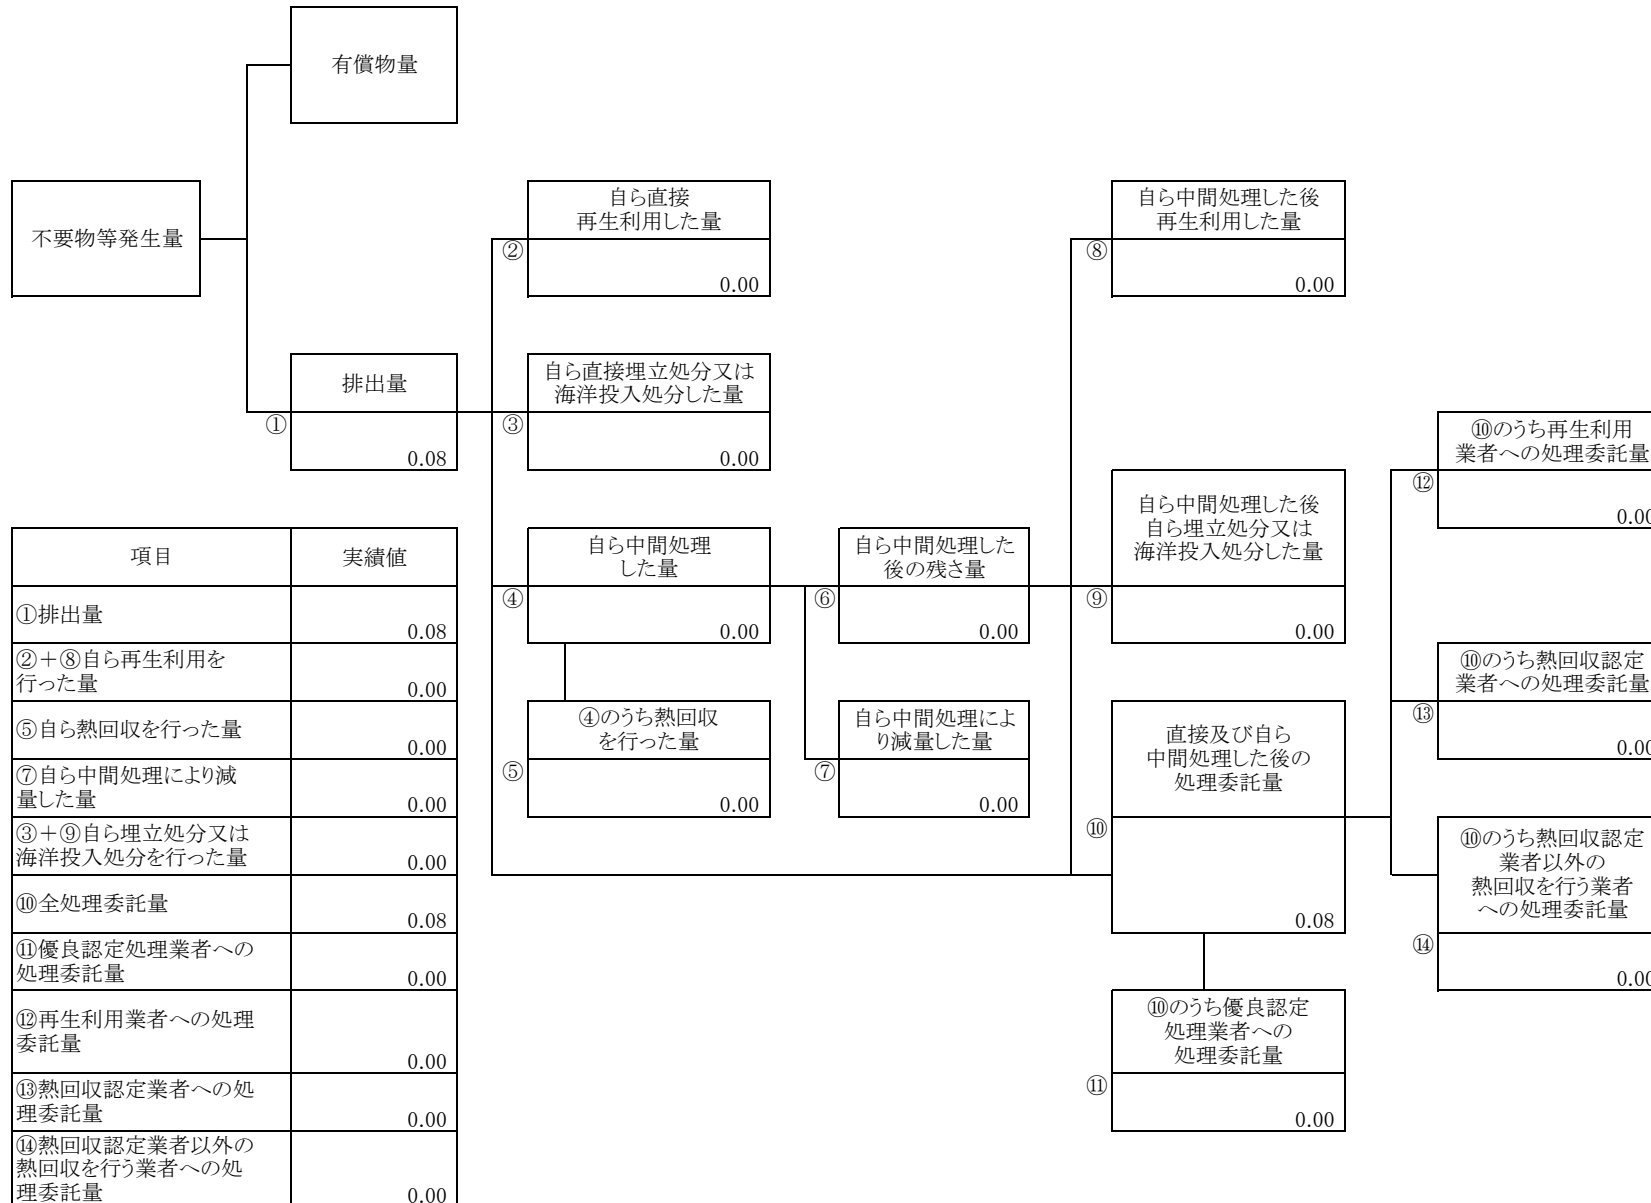 有償物量
不要物等発生量
排出量
①
0.08
自ら直接
再生利用した量
②
0.00
自ら直接埋立処分又は
海洋投入処分した量
③
0.00
自ら中間処理
した量
④
0.00
④のうち熱回収
を行った量
⑤
0.00
自ら中間処理した
後の残さ量
⑥
0.00
自ら中間処理によ
り減量した量
⑦
0.00
自ら中間処理した後
再生利用した量
⑧
0.00
自ら中間処理した後
自ら埋立処分又は
海洋投入処分した量
⑨
0.00
直接及び自ら
中間処理した後の
処理委託量
⑩
0.08
⑩のうち優良認定
処理業者への
処理委託量
⑪
0.00
⑩のうち再生利用
業者への処理委託量
⑫
0.00
⑩のうち熱回収認定
業者への処理委託量
⑬
0.00
⑩のうち熱回収認定
業者以外の
熱回収を行う業者
への処理委託量
⑭
0.00
項目 実績値
①排出量
0.08
②＋⑧自ら再生利用を
行った量
0.00
⑤自ら熱回収を行った量
0.00
⑦自ら中間処理により減
量した量
0.00
③＋⑨自ら埋立処分又は
海洋投入処分を行った量
0.00
⑩全処理委託量
0.08
⑪優良認定処理業者への
処理委託量
0.00
⑫再生利用業者への処理
委託量
0.00
⑬熱回収認定業者への処
理委託量
0.00
⑭熱回収認定業者以外の
熱回収を行う業者への処
理委託量
0.00